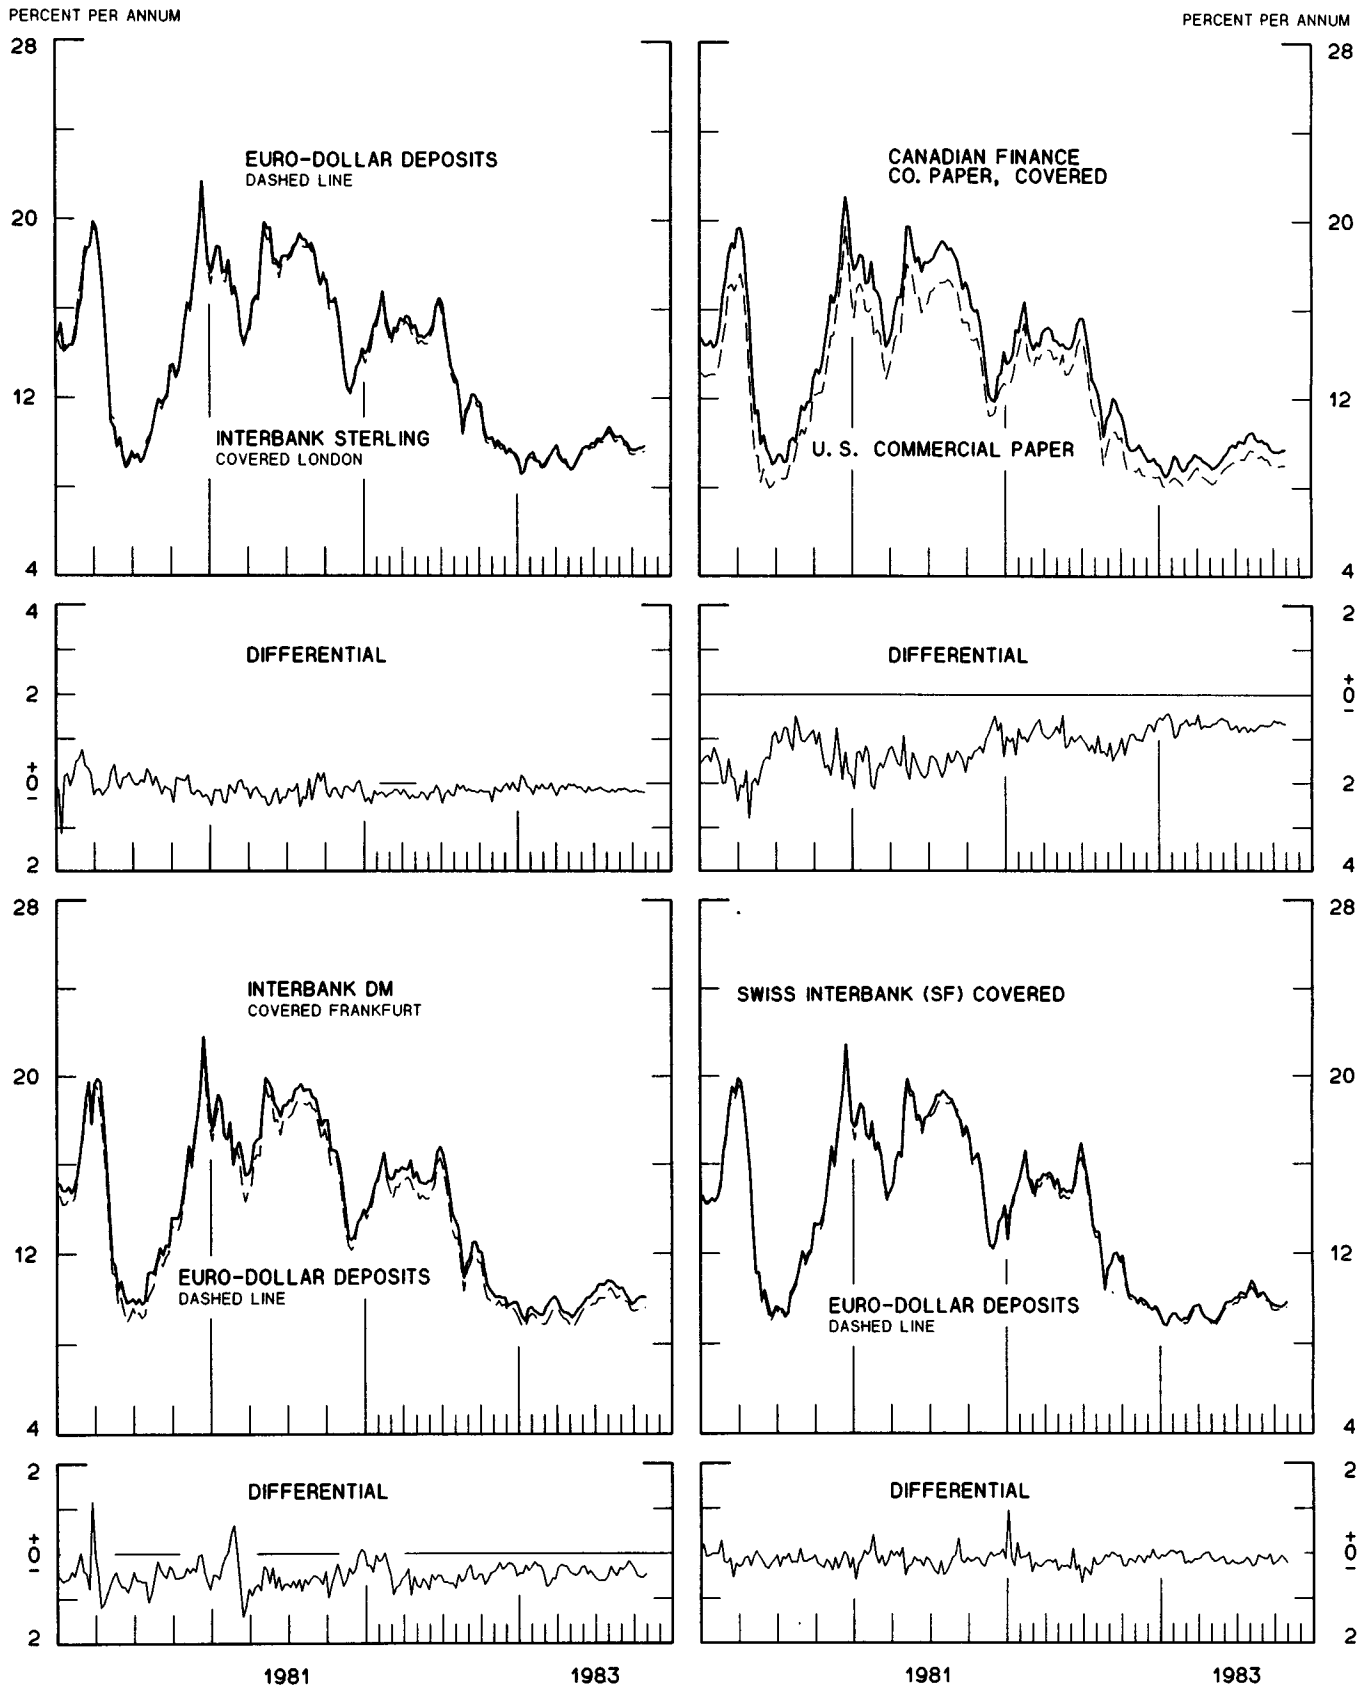 PERCENT PER ANNUM
PERCENT PER ANNUM
28
20
12
4
EURO-DOLLAR DEPOSITS
DASHED LINE
INTERBANK STERLING
COVERED LONDON
CANADIAN FINANCE
CO. PAPER, COVERED
U. S. COMMERCIAL PAPER
28
20
12
4
4
2
+
0
–
2
DIFFERENTIAL
DIFFERENTIAL
2
+
0
–
2
4
28
20
12
4
INTERBANK DM
COVERED FRANKFURT
EURO-DOLLAR DEPOSITS
DASHED LINE
SWISS INTERBANK (SF) COVERED
EURO-DOLLAR DEPOSITS
DASHED LINE
28
20
12
4
2
+
0
–
2
DIFFERENTIAL
DIFFERENTIAL
2
+
0
–
2
1981
1983
1981
1983